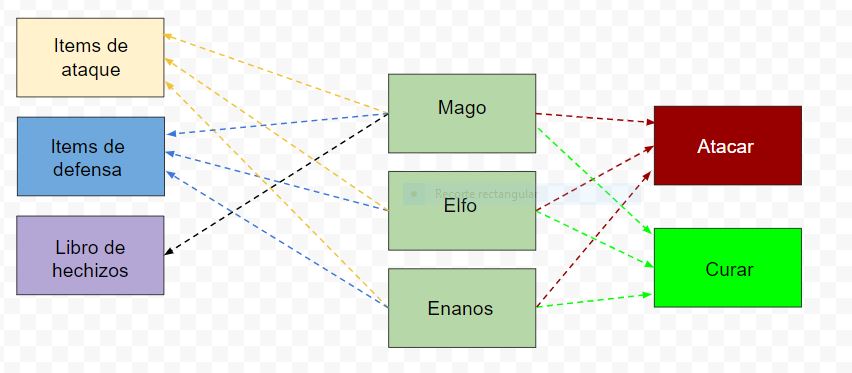 Items de
ataque
Items de
defensa
Libro de
hechizos
Mago
Recorte rectangular
Elfo
Enanos
Atacar
Curar